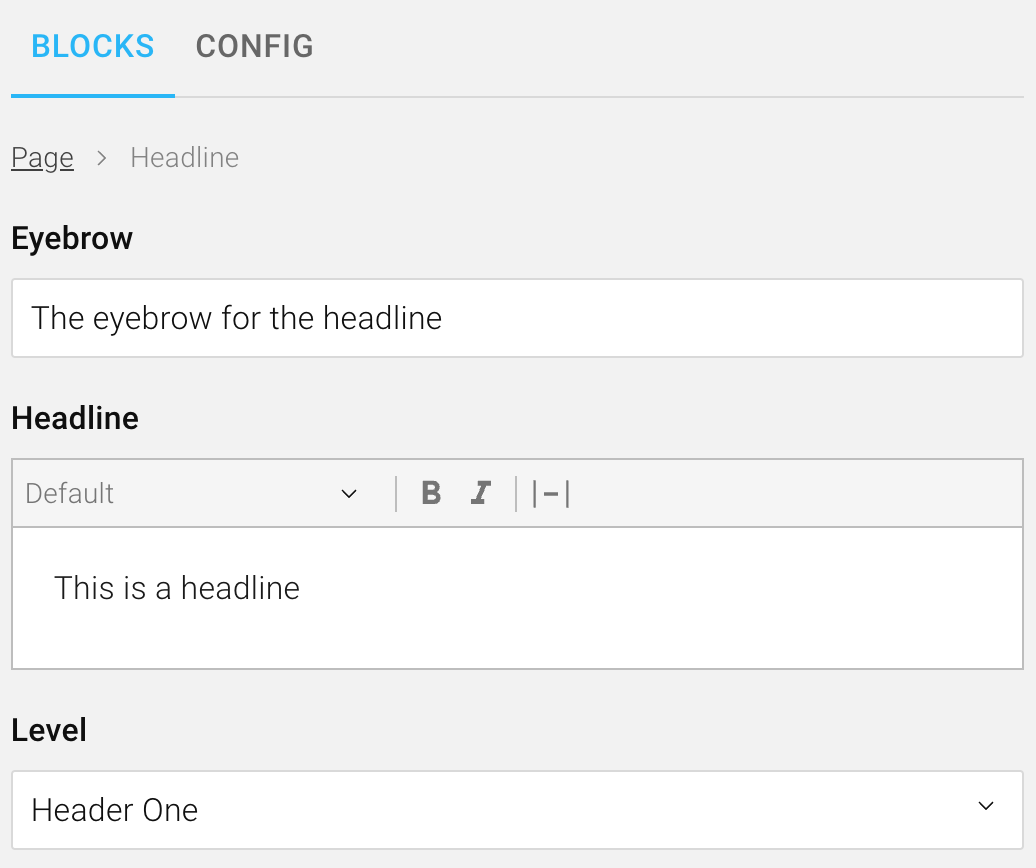 BLOCKS CONFIG
Page > Headline
Eyebrow
The eyebrow for the headline
Headline
Default B I |-|
This is a headline
Level
Header One